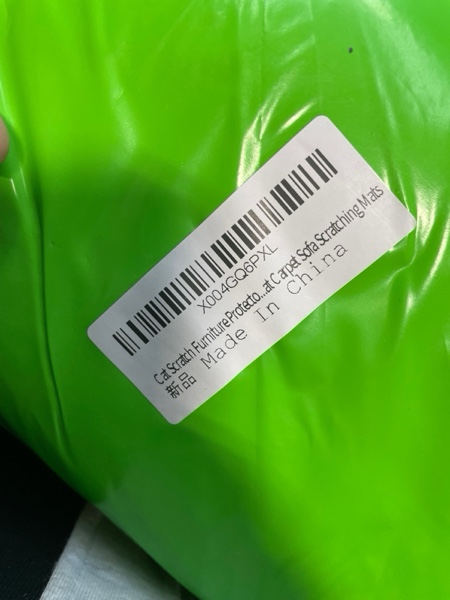 X004GQ6PXL
Cat Scratch Furniture Protecto...at Carpet Sofa Scratching Mats
新品 Made In China